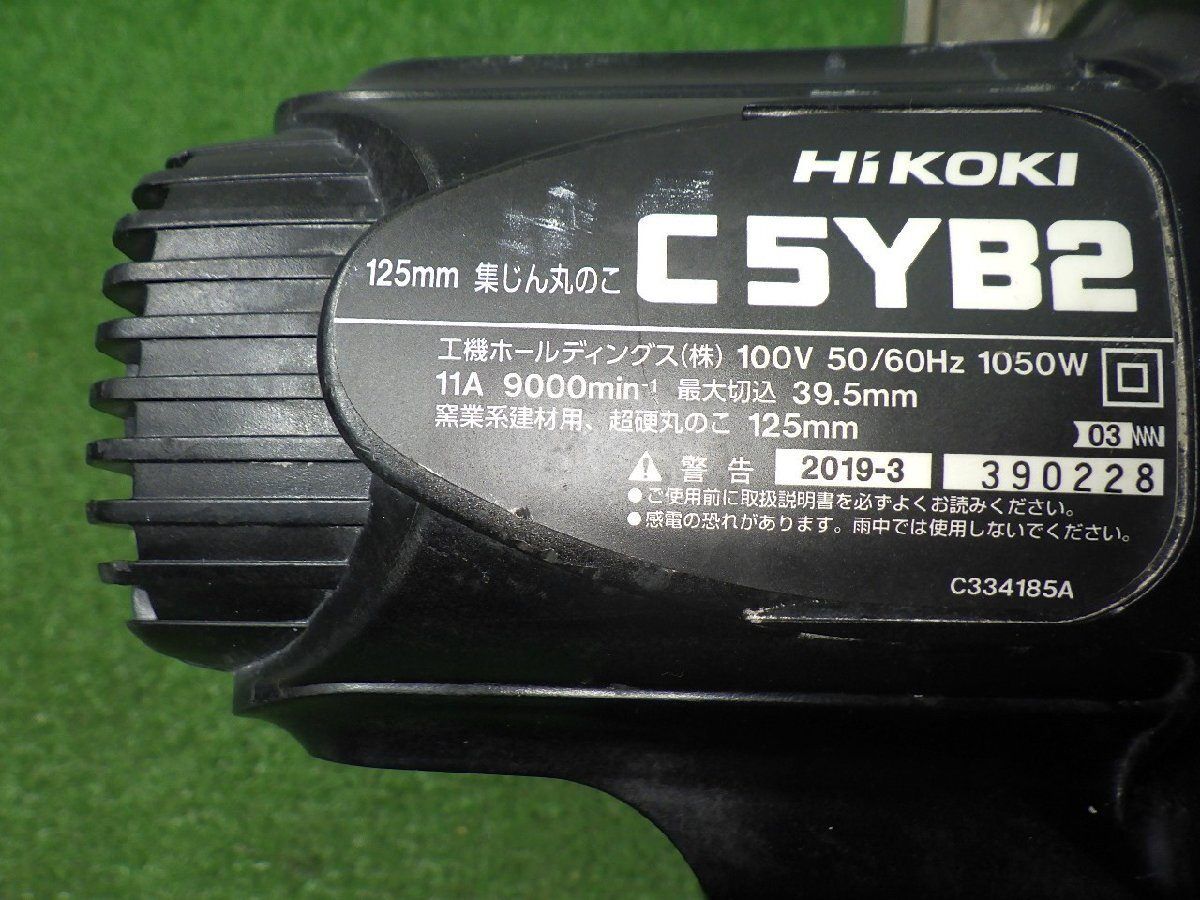 HiKOKI
125mm 集じん丸のこ C5YB2
工機ホールディングス(株) 100V 50/60Hz 1050W
11A 9000min⁻¹ 最大切込 39.5mm
窯業系建材用、超硬丸のこ 125mm
03
警告 2019-3 390228
●ご使用前に取扱説明書を必ずよくお読みください。
●感電の恐れがあります。雨中では使用しないでください。
C334185A